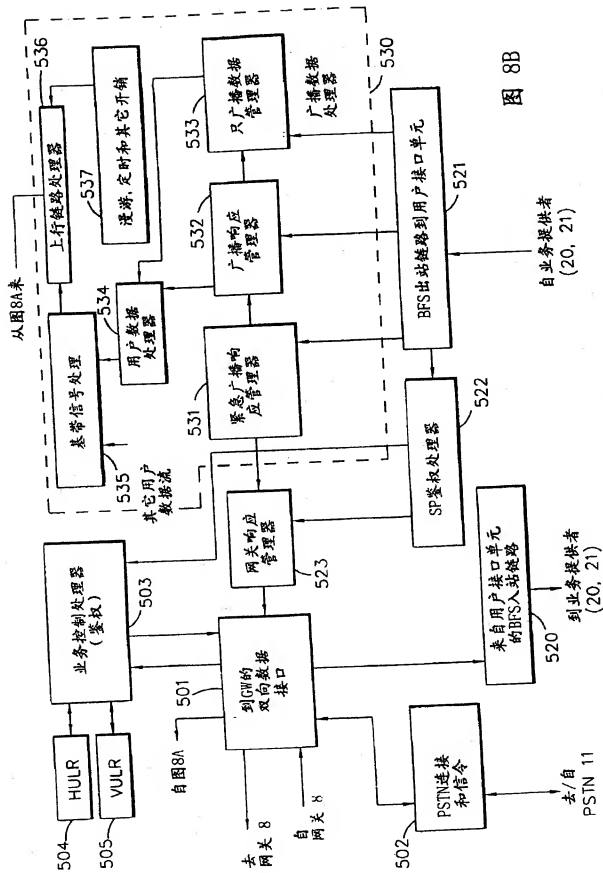 从图8A来
536
上行链路处理器
537
漫游,定时和其它开销
基带信号处理
535
其它用户
数据流
534
用户数据
处理器
531
紧急广播响
应管理器
532
广播响应
管理器
533
只广播数据
管理器
广播数据
处理器
530
504
HULR
505
VULR
业务控制处理器
(鉴权)
503
自图8A
501
到GW的
双向数据
接口
去
网关 8
自
网关 8
网关响应
管理器
523
SP鉴权处理器
522
BFS出站链路到用户接口单元
521
自业务提供者
(20, 21)
502
PSTN连接
和信令
去/自
PSTN 11
来自用户接口单元
的BFS入站链路
520
到业务提供者
(20, 21)
图 8B